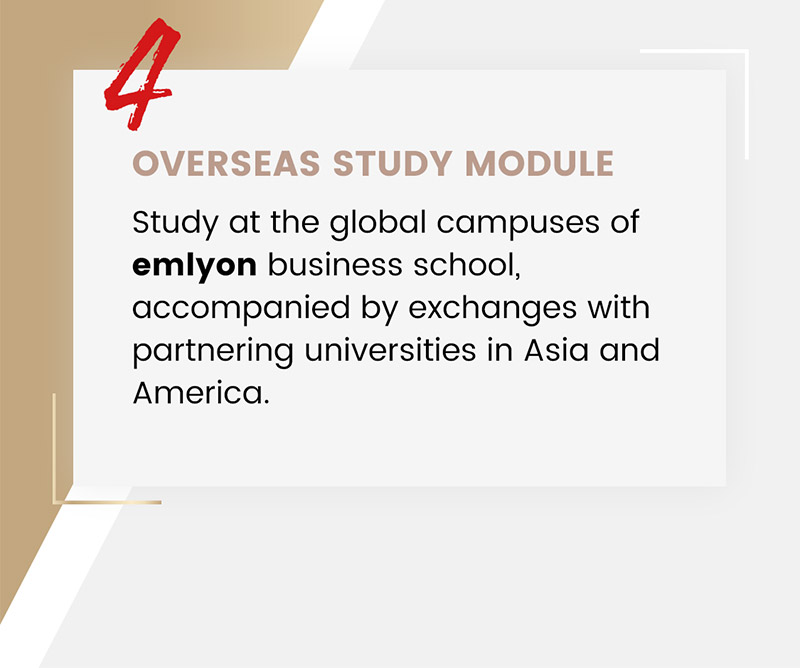 4
OVERSEAS STUDY MODULE
Study at the global campuses of
emlyon business school,
accompanied by exchanges with
partnering universities in Asia and
America.